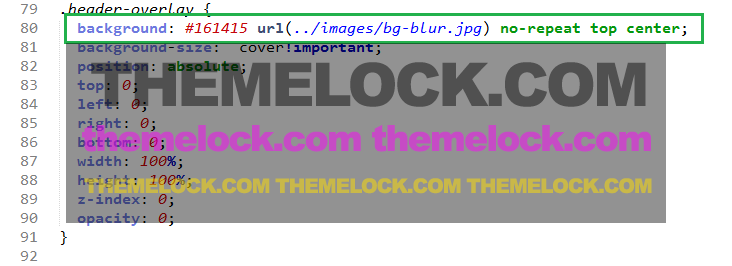 79 .header-overlay {
80 background: #161415 url(../images/bg-blur.jpg) no-repeat top center;
81 background-size: cover!important;
82 position: absolute;
83 top: 0;
84 left: 0;
85 right: 0;
86 bottom: 0;
87 width: 100%;
88 height: 100%;
89 z-index: 0;
90 opacity: 0;
91 }
92
THEMELOCK.COM
themelock.com themelock.com
THEMELOCK.COM THEMELOCK.COM THEMELOCK.COM